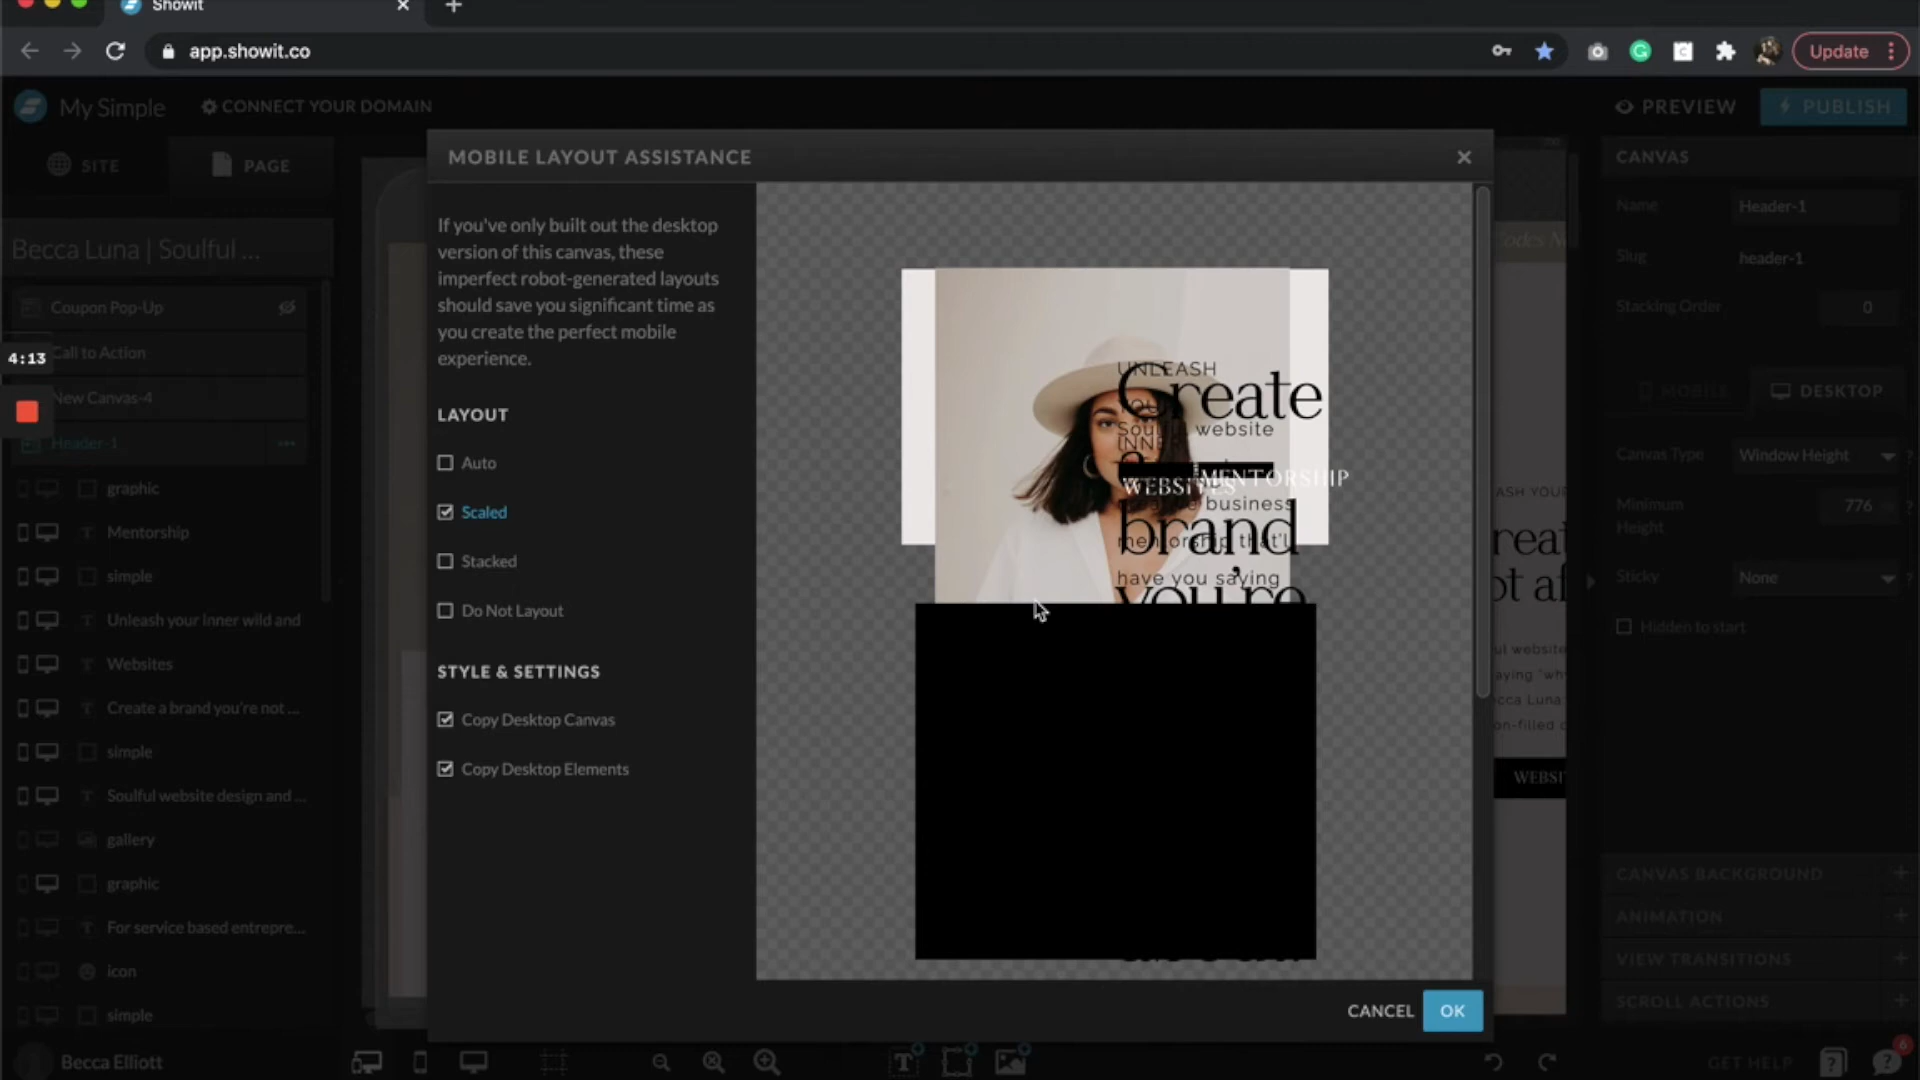 Showit
app.showit.co
Update
My Simple
CONNECT YOUR DOMAIN
PREVIEW
PUBLISH
SITE
PAGE
Becca Luna | Soulful ...
Coupon Pop-Up
Call to Action
4:13
New Canvas-4
Header-1
graphic
Mentorship
simple
Unleash your inner wild and
Websites
Create a brand you're not ...
simple
Soulful website design and ...
gallery
graphic
For service based entrepre...
icon
simple
Becca Elliott
MOBILE LAYOUT ASSISTANCE
If you've only built out the desktop
version of this canvas, these
imperfect robot-generated layouts
should save you significant time as
you create the perfect mobile
experience.
LAYOUT
Auto
Scaled
Stacked
Do Not Layout
STYLE & SETTINGS
Copy Desktop Canvas
Copy Desktop Elements
UNLEASH
Create
website
MENTORSHIP
WEBSITES
business
brand
mentorship that'l
have you saying
you're
CANCEL
OK
CANVAS
Name
Header-1
Slug
header-1
Stacking Order
0
MOBILE
DESKTOP
Canvas Type
Window Height
Minimum
Height
776
Sticky
None
Hidden to start
CANVAS BACKGROUND
ANIMATION
VIEW TRANSITIONS
SCROLL ACTIONS
GET HELP
6